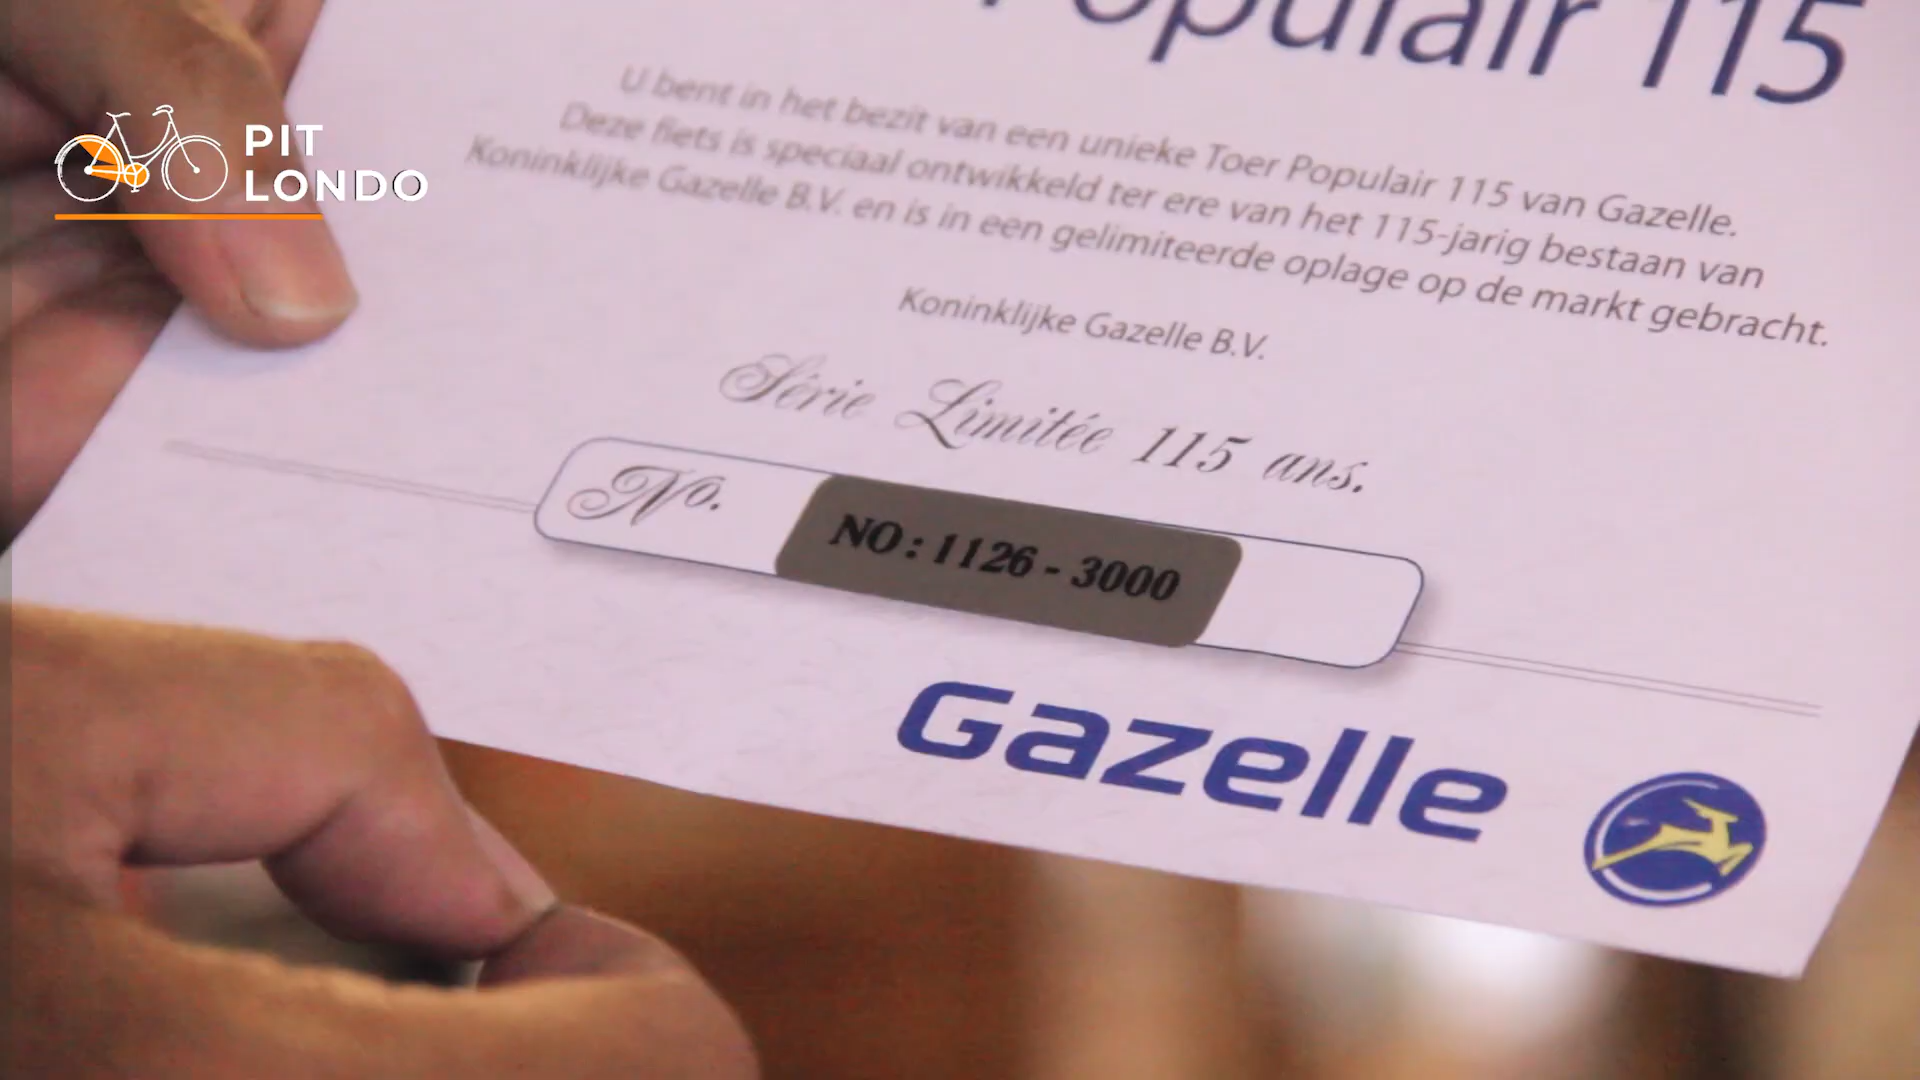 Populair 115
PIT
LONDO
U bent in het bezit van een unieke Toer Populair 115 van Gazelle.
Deze fiets is speciaal ontwikkeld ter ere van het 115-jarig bestaan van
Koninklijke Gazelle B.V. en is in een gelimiteerde oplage op de markt gebracht.
Koninklijke Gazelle B.V.
Série Limitée 115 ans.
No.
NO : 1126 - 3000
Gazelle